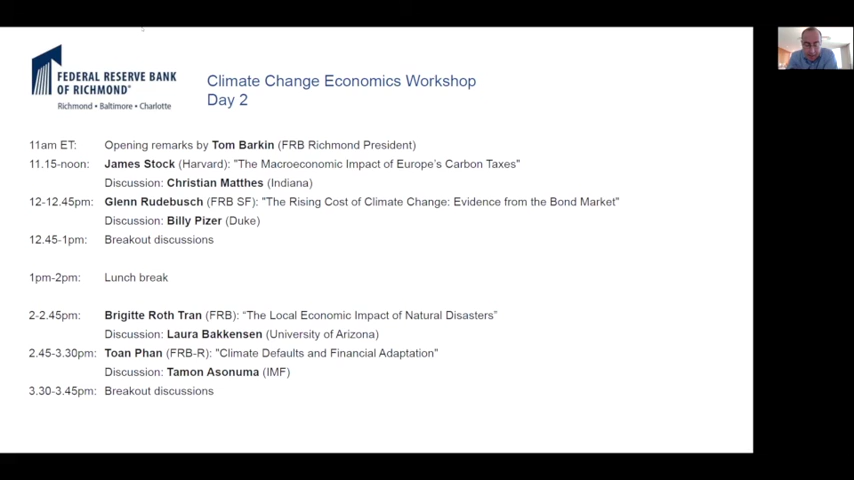 FEDERAL RESERVE BANK
OF RICHMOND®
Richmond • Baltimore • Charlotte
Climate Change Economics Workshop
Day 2
11am ET: Opening remarks by Tom Barkin (FRB Richmond President)
11.15-noon: James Stock (Harvard): "The Macroeconomic Impact of Europe's Carbon Taxes"
Discussion: Christian Matthes (Indiana)
12-12.45pm: Glenn Rudebusch (FRB SF): "The Rising Cost of Climate Change: Evidence from the Bond Market"
Discussion: Billy Pizer (Duke)
12.45-1pm: Breakout discussions
1pm-2pm: Lunch break
2-2.45pm: Brigitte Roth Tran (FRB): “The Local Economic Impact of Natural Disasters”
Discussion: Laura Bakkensen (University of Arizona)
2.45-3.30pm: Toan Phan (FRB-R): "Climate Defaults and Financial Adaptation"
Discussion: Tamon Asonuma (IMF)
3.30-3.45pm: Breakout discussions